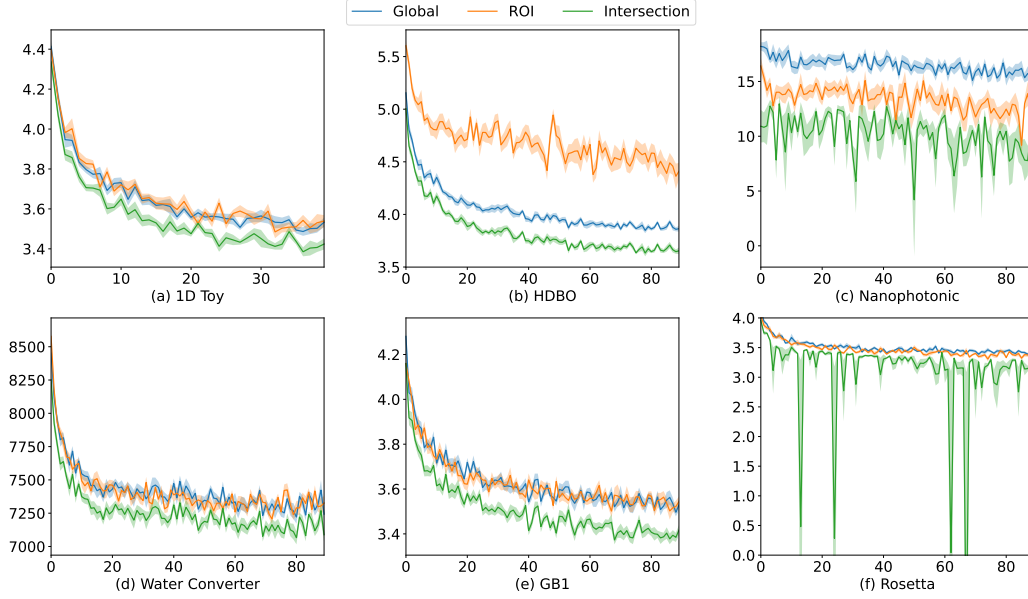 Global ROI Intersection
4.4
4.2
4.0
3.8
3.6
3.4
0 10 20 30
(a) 1D Toy
5.5
5.0
4.5
4.0
3.5
0 20 40 60 80
(b) HDBO
15
10
5
0
0 20 40 60 80
(c) Nanophotonic
8500
8250
8000
7750
7500
7250
7000
0 20 40 60 80
(d) Water Converter
4.2
4.0
3.8
3.6
3.4
0 20 40 60 80
(e) GB1
4.0
3.5
3.0
2.5
2.0
1.5
1.0
0.5
0.0
0 20 40 60 80
(f) Rosetta